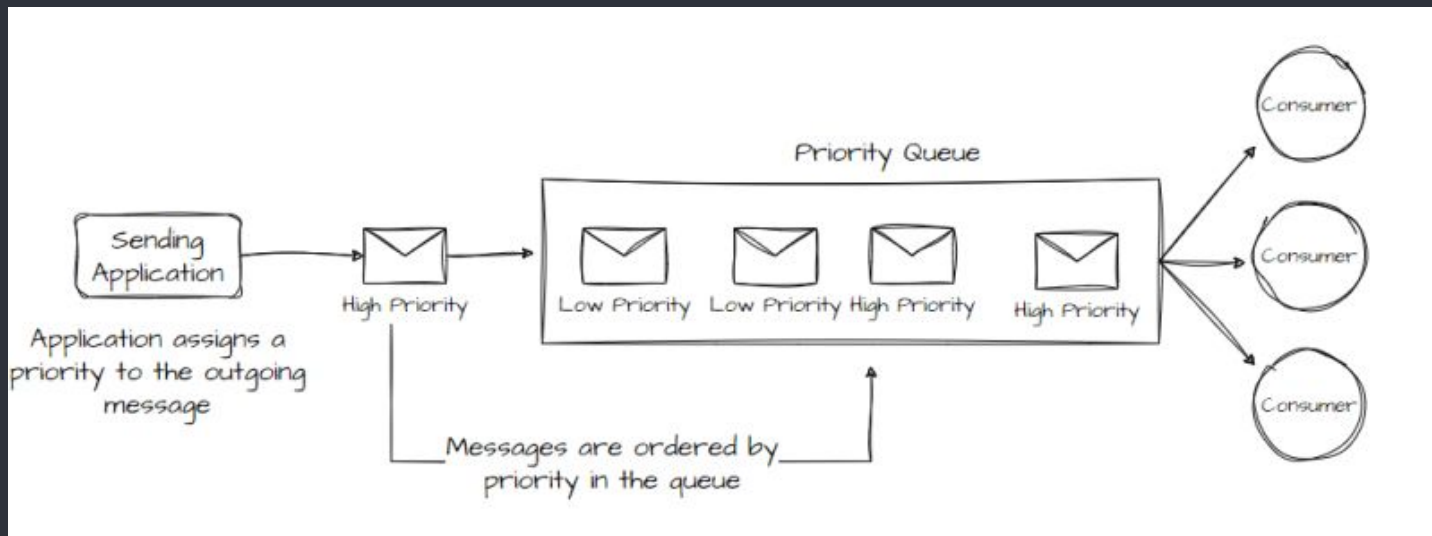 Sending
Application
Application assigns a
priority to the outgoing
message
High Priority
Messages are ordered by
priority in the queue
Priority Queue
Low Priority
Low Priority
High Priority
High Priority
Consumer
Consumer
Consumer